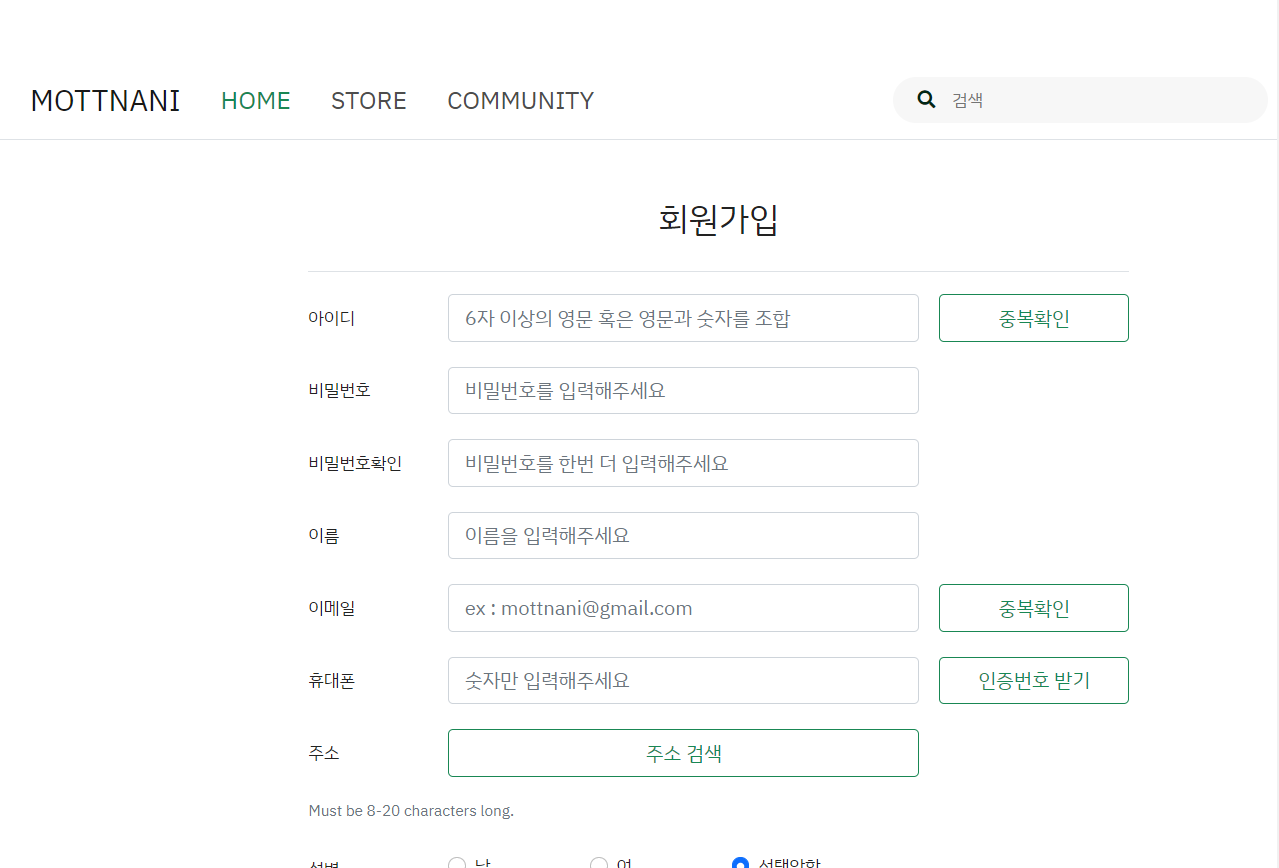 MOTTNANI HOME STORE COMMUNITY 검색
회원가입
아이디 6자 이상의 영문 혹은 영문과 숫자를 조합 중복확인
비밀번호 비밀번호를 입력해주세요
비밀번호확인 비밀번호를 한번 더 입력해주세요
이름 이름을 입력해주세요
이메일 ex : mottnani@gmail.com 중복확인
휴대폰 숫자만 입력해주세요 인증번호 받기
주소 주소 검색
Must be 8-20 characters long.
성별 남 여 선택안함